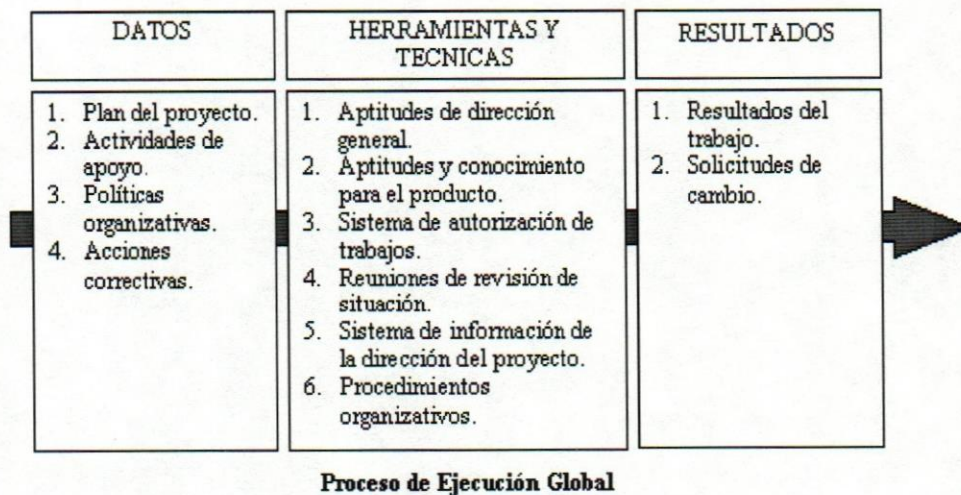 DATOS
HERRAMIENTAS Y
TECNICAS
RESULTADOS
1. Plan del proyecto.
2. Actividades de
apoyo.
3. Políticas
organizativas.
4. Acciones
correctivas.
1. Aptitudes de dirección
general.
2. Aptitudes y conocimiento
para el producto.
3. Sistema de autorización de
trabajos.
4. Reuniones de revisión de
situación.
5. Sistema de información de
la dirección del proyecto.
6. Procedimientos
organizativos.
1. Resultados del
trabajo.
2. Solicitudes de
cambio.
Proceso de Ejecución Global